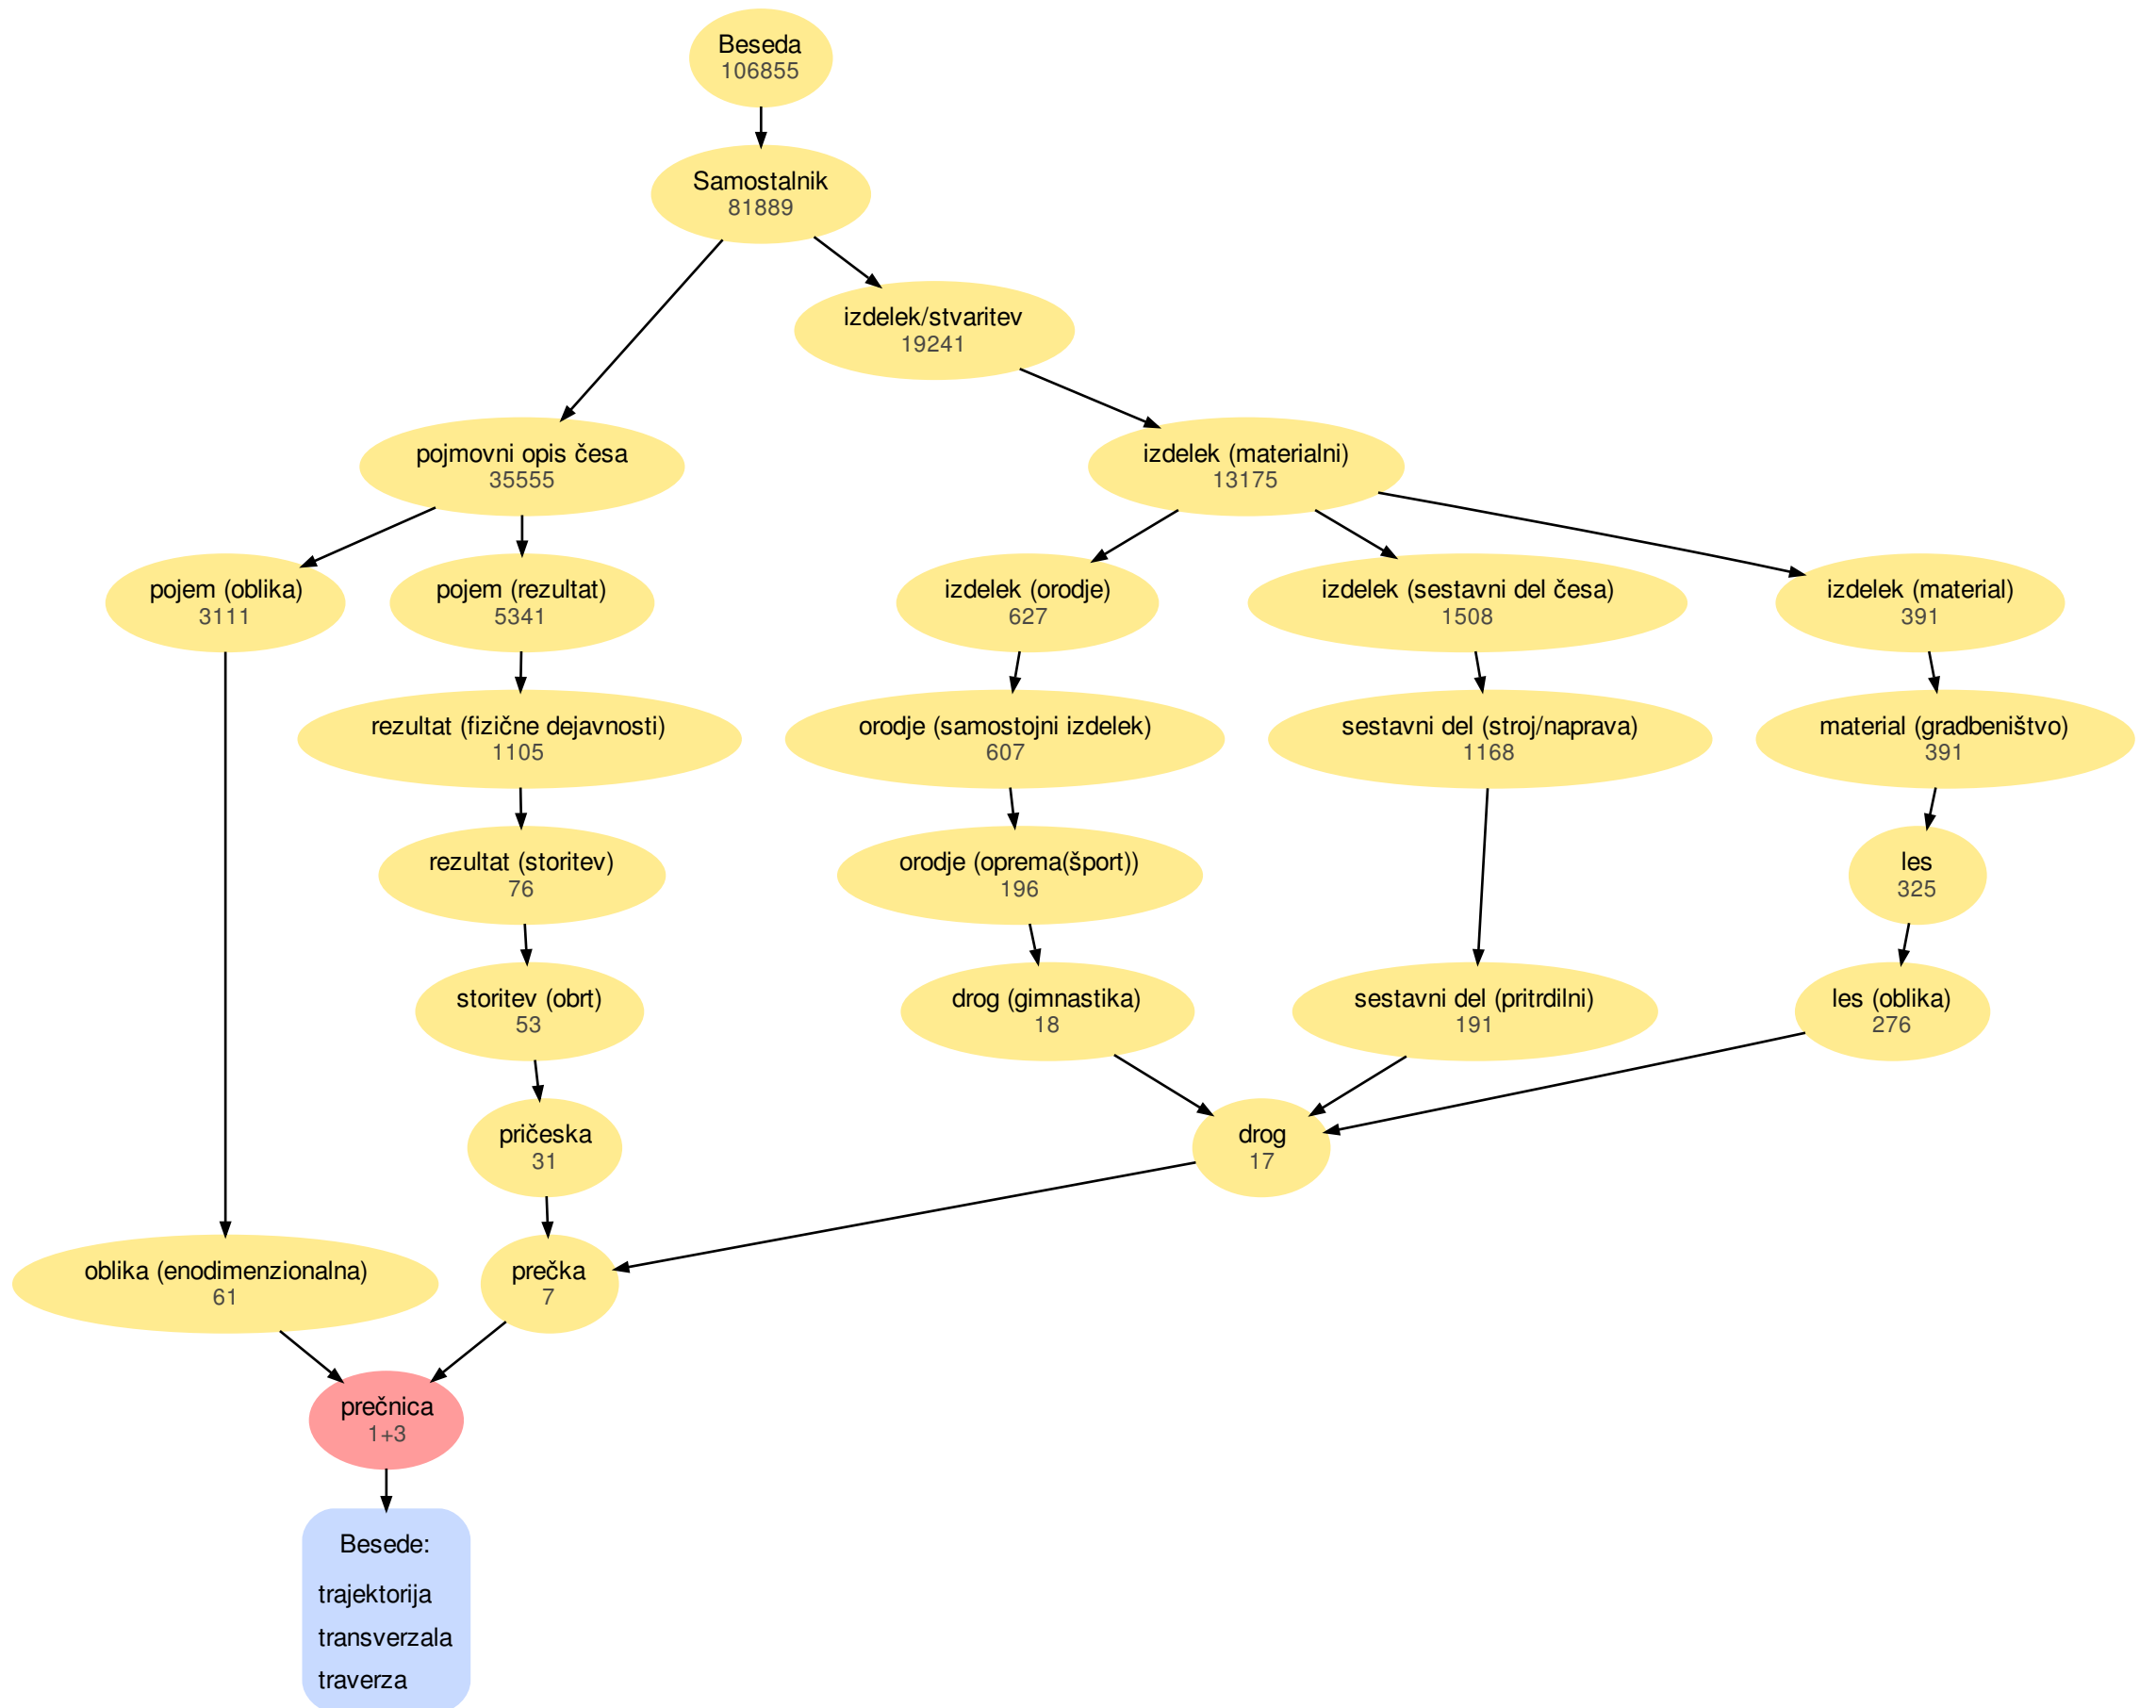 Beseda
106855
Samostalnik
81889
izdelek/stvaritev
19241
pojmovni opis česa
35555
izdelek (materialni)
13175
pojem (oblika)
3111
pojem (rezultat)
5341
izdelek (orodje)
627
izdelek (sestavni del česa)
1508
izdelek (material)
391
rezultat (fizične dejavnosti)
1105
orodje (samostojni izdelek)
607
sestavni del (stroj/naprava)
1168
material (gradbeništvo)
391
rezultat (storitev)
76
orodje (oprema(šport))
196
les
325
storitev (obrt)
53
drog (gimnastika)
18
sestavni del (pritrdilni)
191
les (oblika)
276
pričeska
31
drog
17
oblika (enodimenzionalna)
61
prečka
7
prečnica
1+3
Besede:
trajektorija
transverzala
traverza